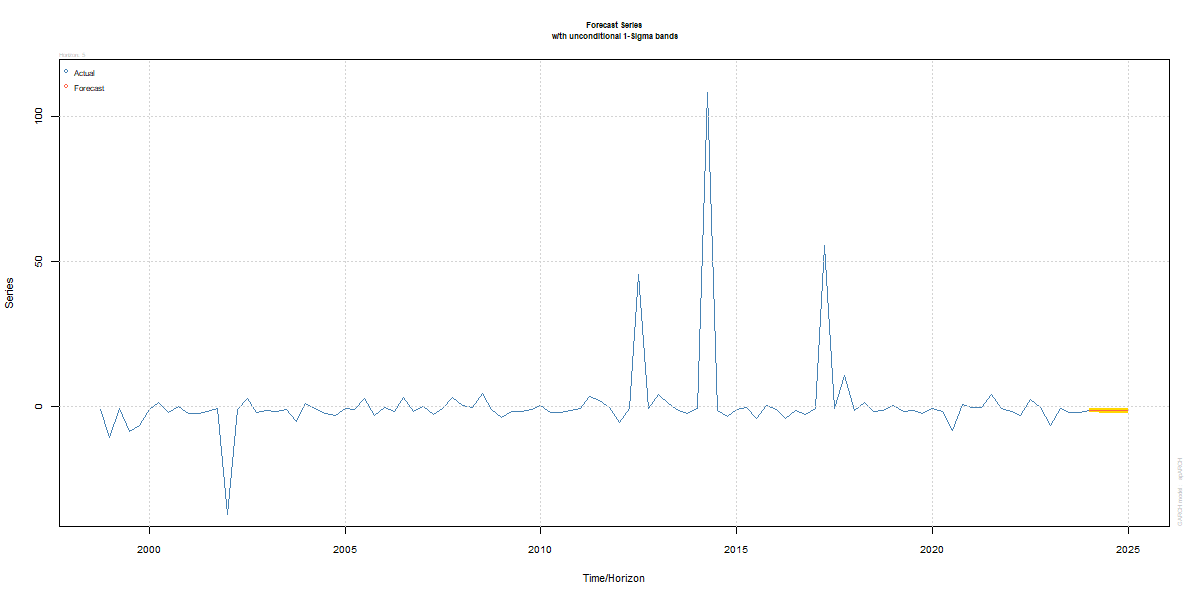 Forecast Series
with unconditional 1-Sigma bands
Horizon: 5
Actual
Forecast
100
50
0
Series
2000
2005
2010
2015
2020
2025
Time/Horizon
GARCH model : apARCH